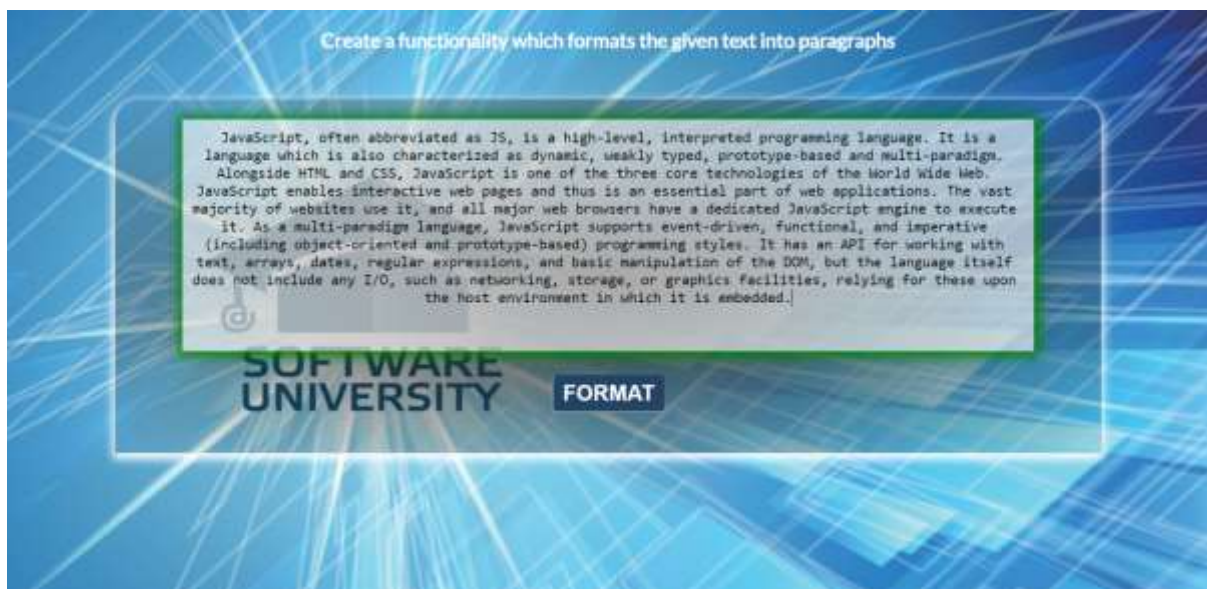 Create a functionality which formats the given text into paragraphs
JavaScript, often abbreviated as JS, is a high-level, interpreted programming language. It is a
language which is also characterized as dynamic, weakly typed, prototype-based and multi-paradigm.
Alongside HTML and CSS, JavaScript is one of the three core technologies of the World Wide Web.
JavaScript enables interactive web pages and thus is an essential part of web applications. The vast
majority of websites use it, and all major web browsers have a dedicated JavaScript engine to execute
it. As a multi-paradigm language, JavaScript supports event-driven, functional, and imperative
(including object-oriented and prototype-based) programming styles. It has an API for working with
text, arrays, dates, regular expressions, and basic manipulation of the DOM, but the language itself
does not include any I/O, such as networking, storage, or graphics facilities, relying for these upon
the host environment in which it is embedded.
SOFTWARE
UNIVERSITY
FORMAT